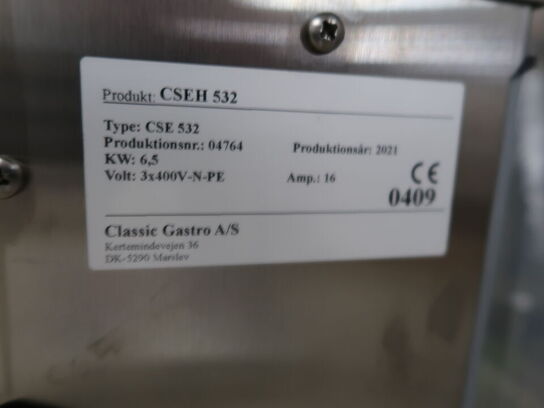 Produkt: CSEH 532
Type: CSE 532
Produktionsnr.: 04764 Produktionsår: 2021
KW: 6,5
Volt: 3x400V-N-PE Amp.: 16 CE
0409
Classic Gastro A/S
Kertemindevejen 36
DK-5290 Marslev